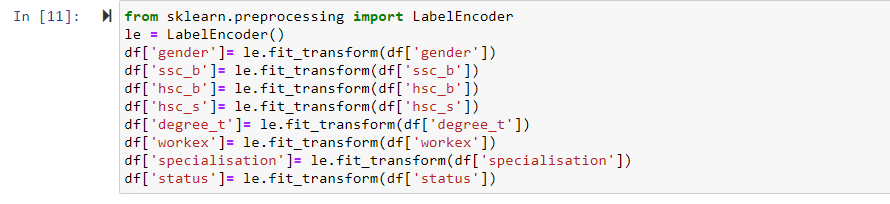 In [11]:
from sklearn.preprocessing import LabelEncoder
le = LabelEncoder()
df['gender']= le.fit_transform(df['gender'])
df['ssc_b']= le.fit_transform(df['ssc_b'])
df['hsc_b']= le.fit_transform(df['hsc_b'])
df['hsc_s']= le.fit_transform(df['hsc_s'])
df['degree_t']= le.fit_transform(df['degree_t'])
df['workex']= le.fit_transform(df['workex'])
df['specialisation']= le.fit_transform(df['specialisation'])
df['status']= le.fit_transform(df['status'])